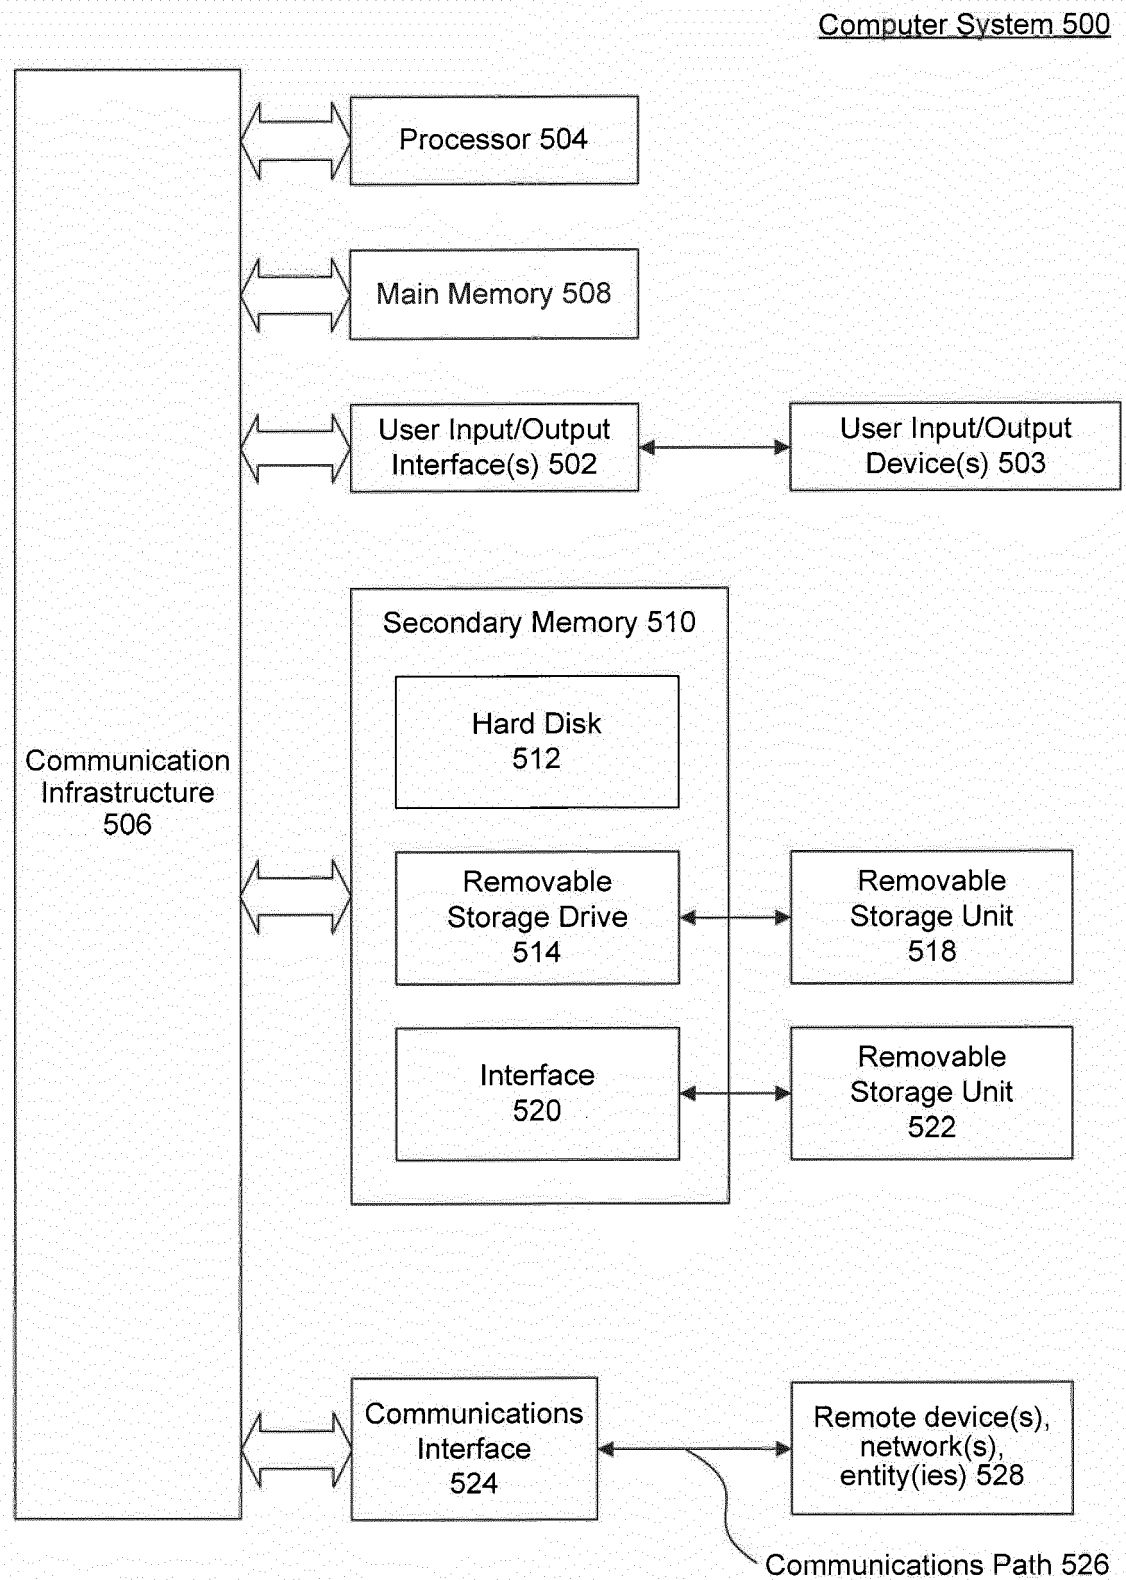 Computer System 500
Processor 504
Main Memory 508
User Input/Output
Interface(s) 502
User Input/Output
Device(s) 503
Secondary Memory 510
Hard Disk
512
Communication
Infrastructure
506
Removable
Storage Drive
514
Removable
Storage Unit
518
Interface
520
Removable
Storage Unit
522
Communications
Interface
524
Remote device(s),
network(s),
entity(ies) 528
Communications Path 526